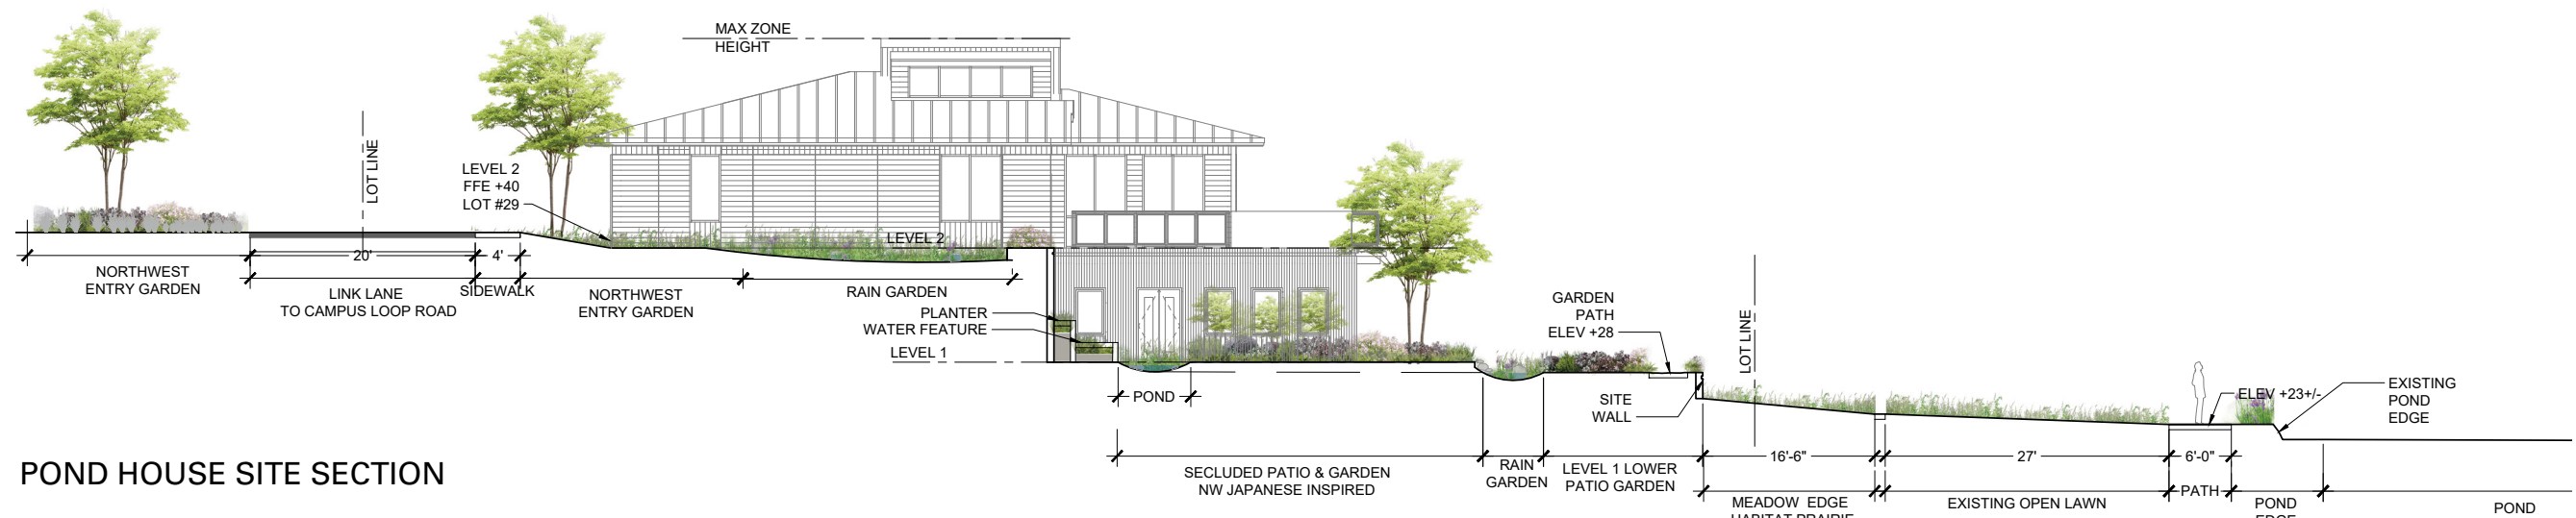 MAX ZONE
HEIGHT
LOT LINE
LEVEL 2
FFE +40
LOT #29
LEVEL 2
20'
4'
NORTHWEST
ENTRY GARDEN
LINK LANE
TO CAMPUS LOOP ROAD
SIDEWALK
NORTHWEST
ENTRY GARDEN
RAIN GARDEN
PLANTER
WATER FEATURE
LEVEL 1
POND
GARDEN
PATH
ELEV +28
LOT LINE
SITE
WALL
ELEV +23+/-
EXISTING
POND
EDGE
POND HOUSE SITE SECTION
SECLUDED PATIO & GARDEN
NW JAPANESE INSPIRED
RAIN
GARDEN
LEVEL 1 LOWER
PATIO GARDEN
16'-6"
27'
6'-0"
MEADOW EDGE
HABITAT PRAIRIE
EXISTING OPEN LAWN
PATH
POND
EDGE
POND